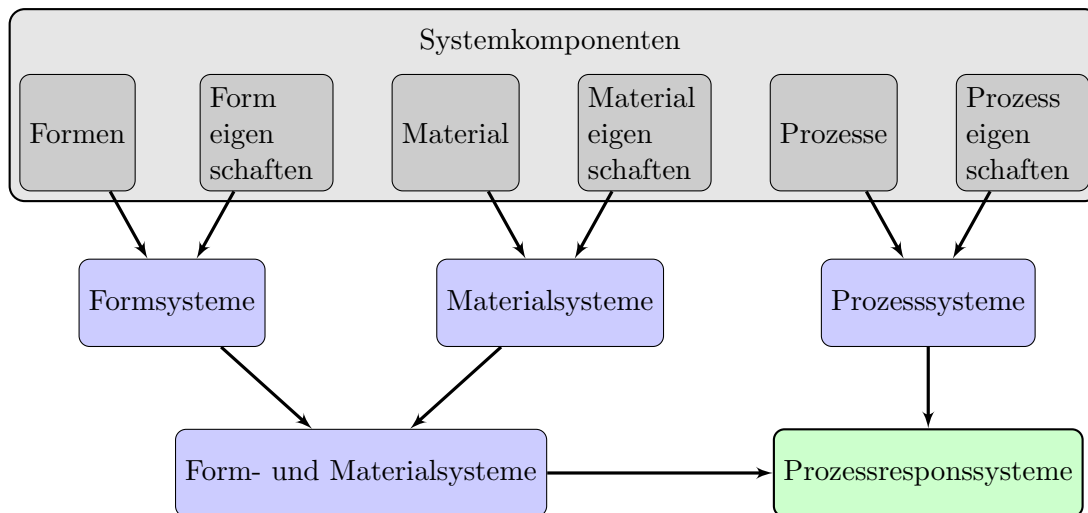 Systemkomponenten
Formen
Form
eigen
schaften
Material
Material
eigen
schaften
Prozesse
Prozess
eigen
schaften
Formsysteme
Materialsysteme
Prozesssysteme
Form- und Materialsysteme
Prozessresponssysteme